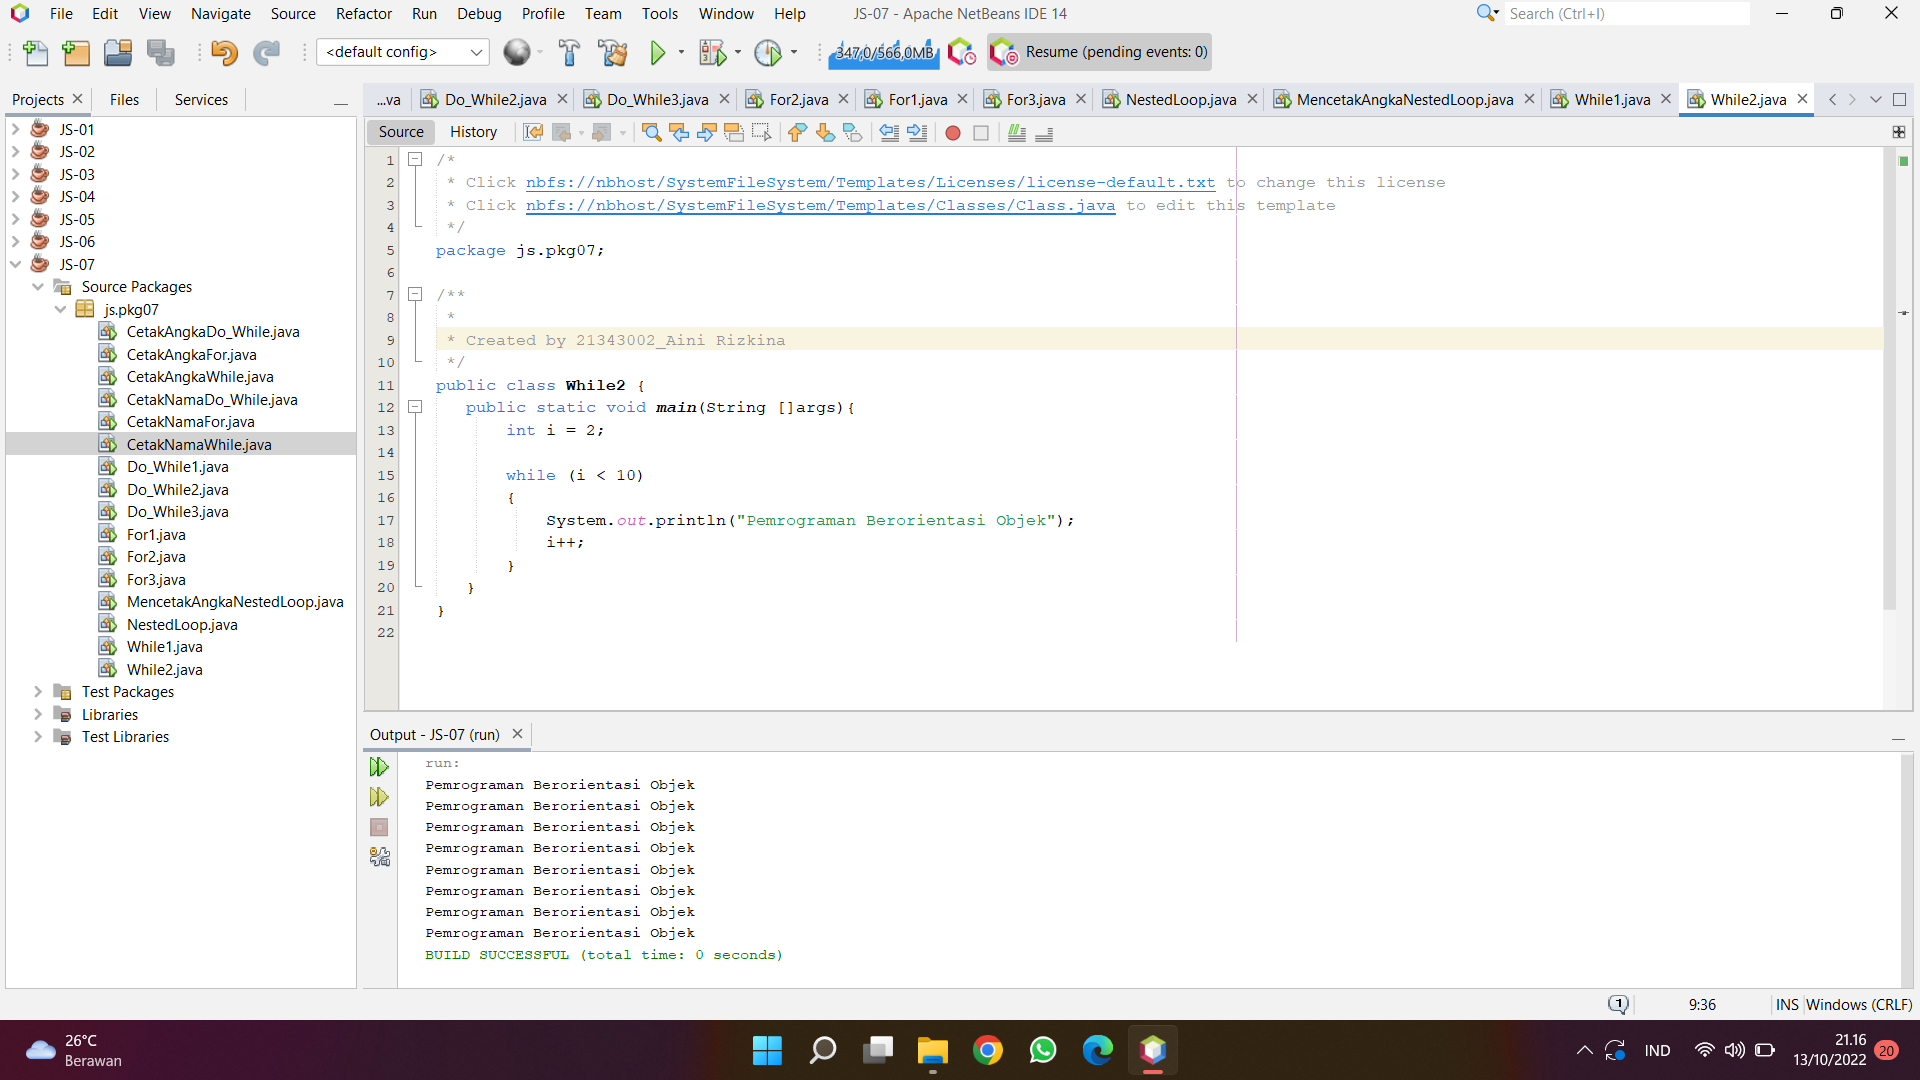 File Edit View Navigate Source Refactor Run Debug Profile Team Tools Window Help JS-07 - Apache NetBeans IDE 14 Search (Ctrl+I)
<default config> 347,0/566,0MB Resume (pending events: 0)
Projects Files Services
...va Do_While2.java Do_While3.java For2.java For1.java For3.java NestedLoop.java MencetakAngkaNestedLoop.java While1.java While2.java
Source History
JS-01
JS-02
JS-03
JS-04
JS-05
JS-06
JS-07
Source Packages
js.pkg07
CetakAngkaDo_While.java
CetakAngkaFor.java
CetakAngkaWhile.java
CetakNamaDo_While.java
CetakNamaFor.java
CetakNamaWhile.java
Do_While1.java
Do_While2.java
Do_While3.java
For1.java
For2.java
For3.java
MencetakAngkaNestedLoop.java
NestedLoop.java
While1.java
While2.java
Test Packages
Libraries
Test Libraries
1 /*
2 * Click nbfs://nbhost/SystemFileSystem/Templates/Licenses/license-default.txt to change this license
3 * Click nbfs://nbhost/SystemFileSystem/Templates/Classes/Class.java to edit this template
4 */
5 package js.pkg07;
6
7 /**
8 *
9 * Created by 21343002_Aini Rizkina
10 */
11 public class While2 {
12 public static void main(String []args){
13 int i = 2;
14
15 while (i < 10)
16 {
17 System.out.println("Pemrograman Berorientasi Objek");
18 i++;
19 }
20 }
21 }
22
Output - JS-07 (run)
run:
Pemrograman Berorientasi Objek
Pemrograman Berorientasi Objek
Pemrograman Berorientasi Objek
Pemrograman Berorientasi Objek
Pemrograman Berorientasi Objek
Pemrograman Berorientasi Objek
Pemrograman Berorientasi Objek
Pemrograman Berorientasi Objek
BUILD SUCCESSFUL (total time: 0 seconds)
1 9:36 INS Windows (CRLF)
26°C
Berawan
IND
21.16
13/10/2022
20